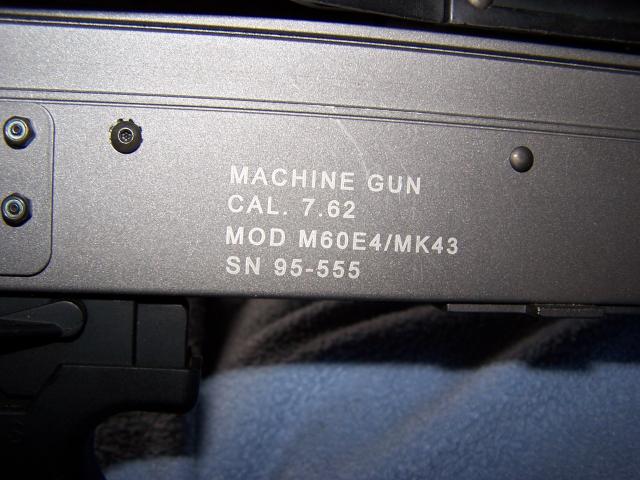 MACHINE GUN
CAL. 7.62
MOD M60E4/MK43
SN 95-555